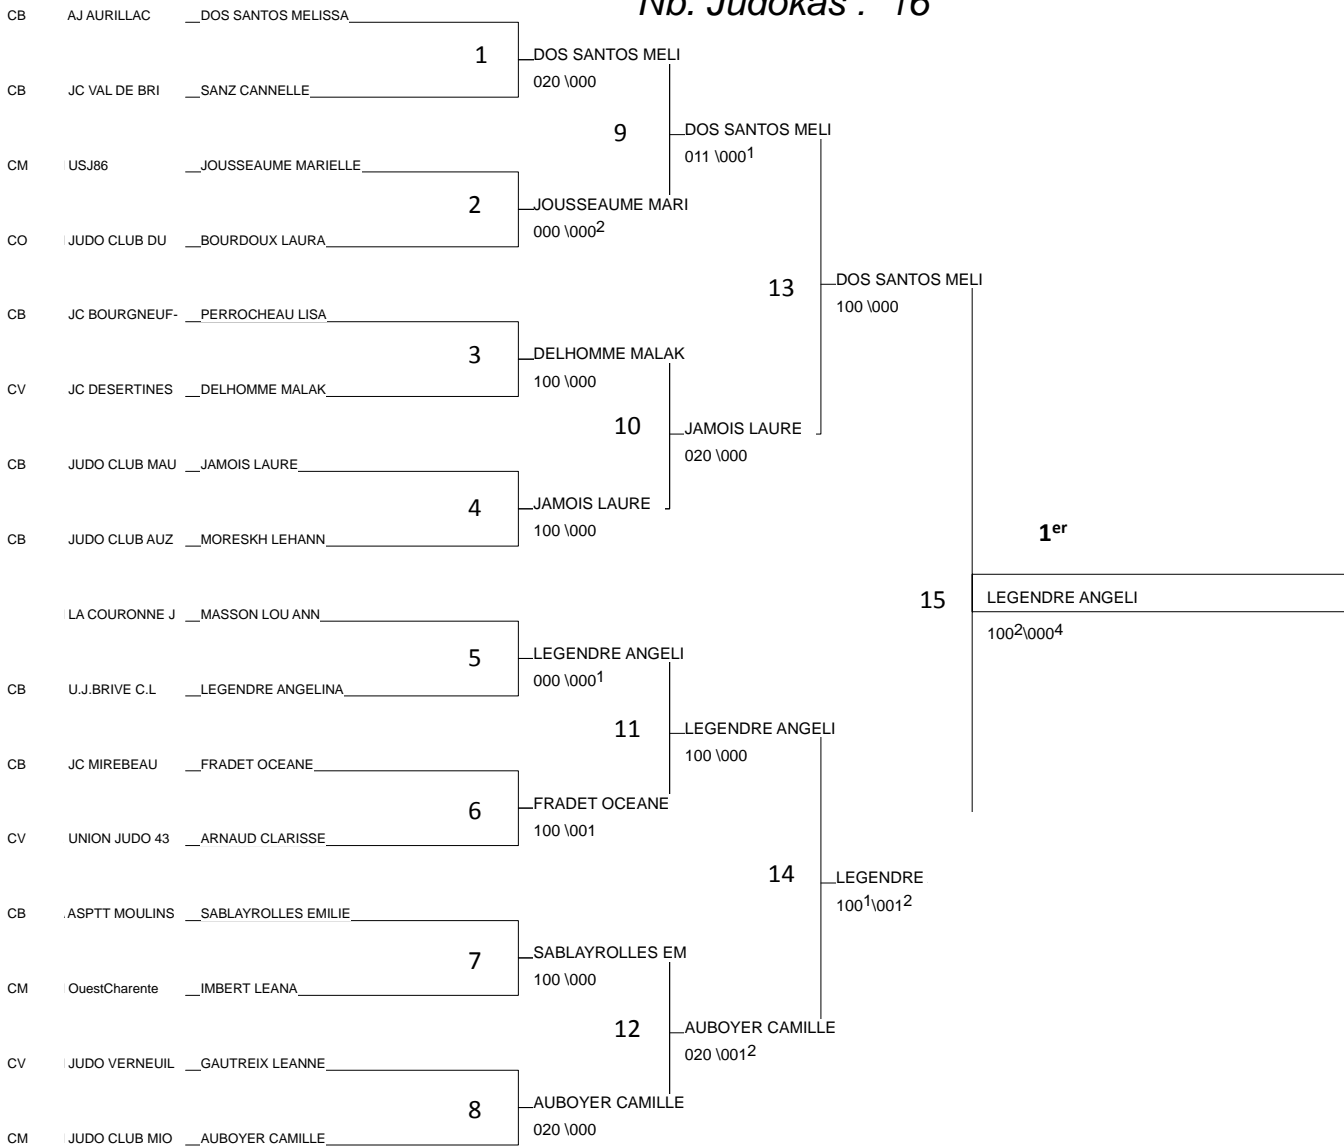 Nb. Judokas : 16
CB AJ AURILLAC DOS SANTOS MELISSA
1 DOS SANTOS MELI
020 \000
CB JC VAL DE BRI SANZ CANNELLE
9 DOS SANTOS MELI
011 \000¹
CM USJ86 JOUSSEAUME MARIELLE
2 JOUSSEAUME MARI
000 \000²
CO JUDO CLUB DU BOURDOUX LAURA
13 DOS SANTOS MELI
100 \000
CB JC BOURGNEUF- PERROCHEAU LISA
3 DELHOMME MALAK
100 \000
CV JC DESERTINES DELHOMME MALAK
10 JAMOIS LAURE
020 \000
CB JUDO CLUB MAU JAMOIS LAURE
4 JAMOIS LAURE
100 \000
CB JUDO CLUB AUZ MORESKH LEHANN
1er
15 LEGENDRE ANGELI
100²\000⁴
LA COURONNE J MASSON LOU ANN
5 LEGENDRE ANGELI
000 \000¹
CB U.J.BRIVE C.L LEGENDRE ANGELINA
11 LEGENDRE ANGELI
100 \000
CB JC MIREBEAU FRADET OCEANE
6 FRADET OCEANE
100 \001
CV UNION JUDO 43 ARNAUD CLARISSE
14 LEGENDRE
100¹\001²
CB ASPTT MOULINS SABLAYROLLES EMILIE
7 SABLAYROLLES EM
100 \000
CM OuestCharente IMBERT LEANA
12 AUBOYER CAMILLE
020 \001²
CV JUDO VERNEUIL GAUTREIX LEANNE
8 AUBOYER CAMILLE
020 \000
CM JUDO CLUB MIO AUBOYER CAMILLE